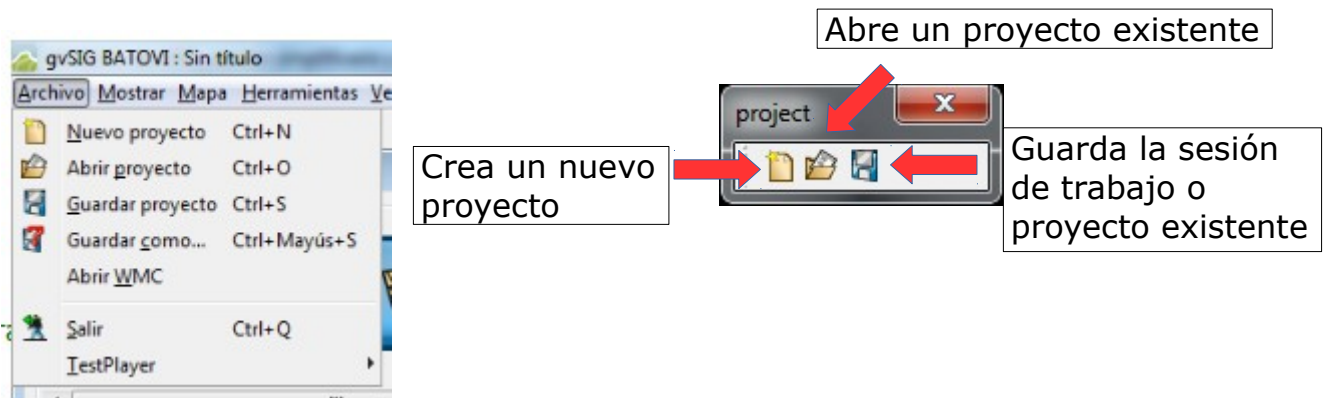 gvSIG BATOVI : Sin título
Archivo Mostrar Mapa Herramientas Ve
Nuevo proyecto Ctrl+N
Abrir proyecto Ctrl+O
Guardar proyecto Ctrl+S
Guardar como... Ctrl+Mayús+S
Abrir WMC
Salir Ctrl+Q
TestPlayer
Abre un proyecto existente
project
Crea un nuevo
proyecto
Guarda la sesión
de trabajo o
proyecto existente